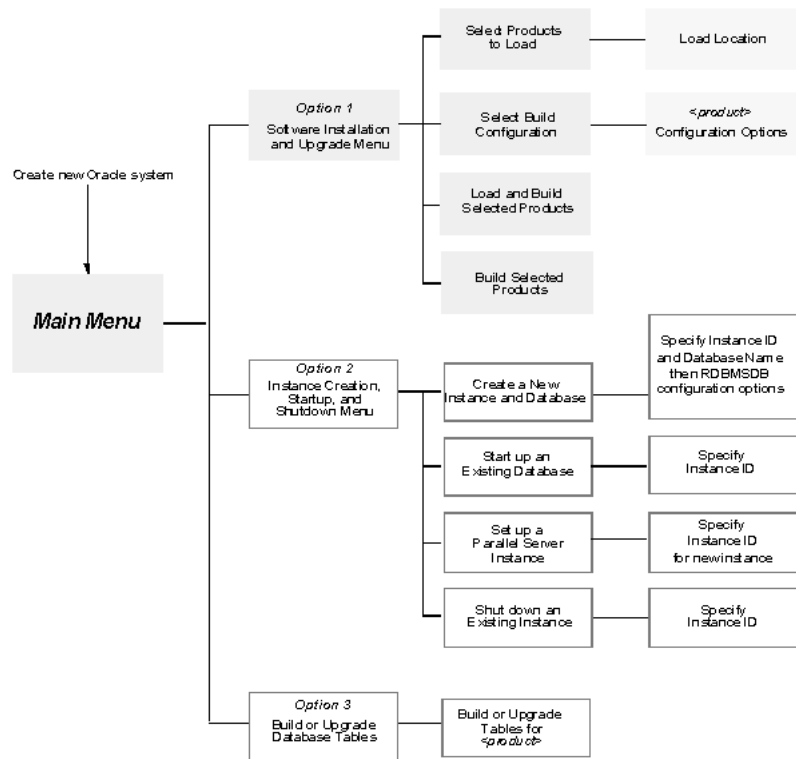 Create new Oracle system
Main Menu
Option 1
Software Installation
and Upgrade Menu
Select Products
to Load
Load Location
Select Build
Configuration
<product>
Configuration Options
Load and Build
Selected Products
Build Selected
Products
Option 2
Instance Creation,
Startup, and
Shutdown Menu
Create a New
Instance and Database
Specify Instance ID
and Database Name
then RDBMSDB
configuration options
Start up an
Existing Database
Specify
Instance ID
Set up a
Parallel Server
Instance
Specify
Instance ID
for new instance
Shut down an
Existing Instance
Specify
Instance ID
Option 3
Build or Upgrade
Database Tables
Build or Upgrade
Tables for
<product>